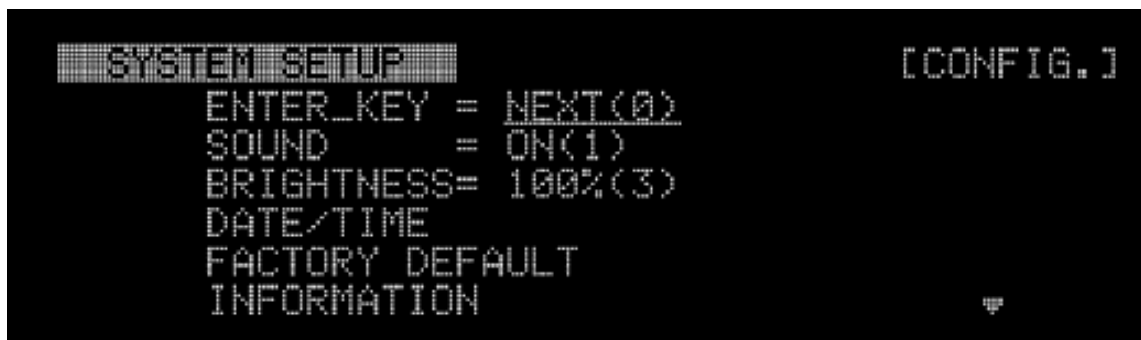 SYSTEM SETUP [CONFIG.]
ENTER_KEY = NEXT(0)
SOUND = ON(1)
BRIGHTNESS= 100%(3)
DATE/TIME
FACTORY DEFAULT
INFORMATION